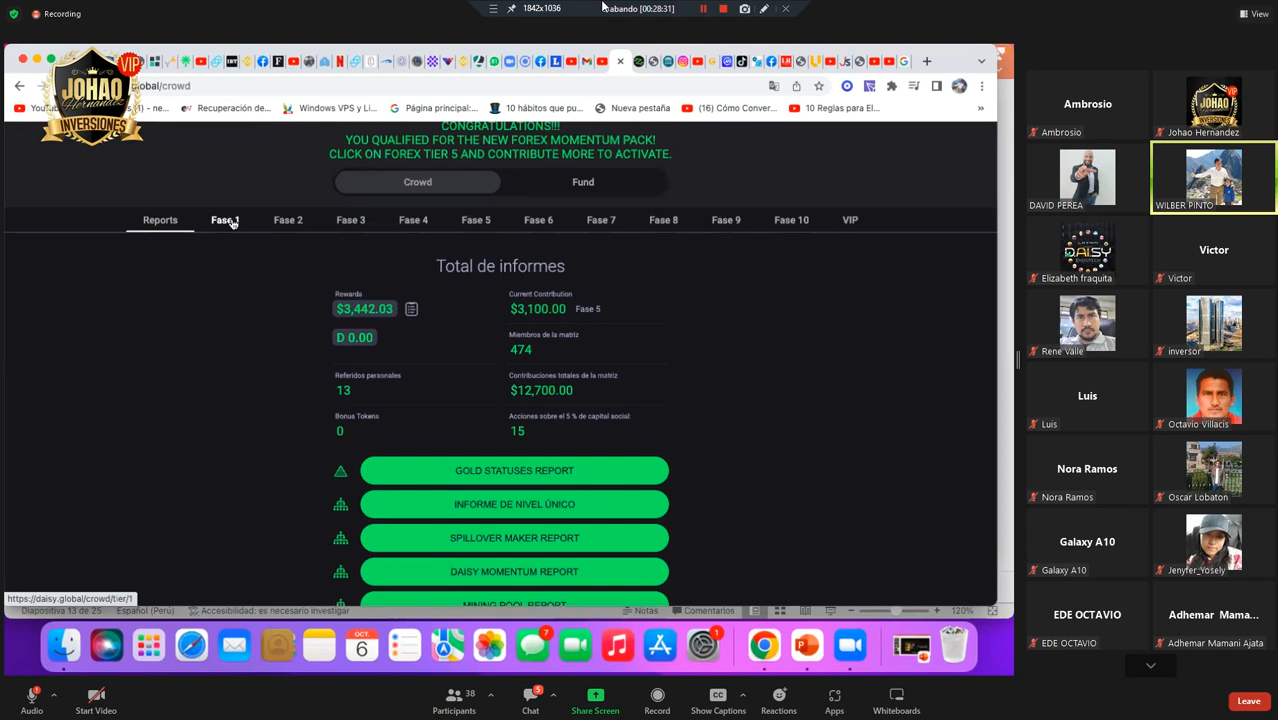 Recording
1842x1036
abando [00:28:31]
View
JOHAO
VIP
Hernandez
INVERSIONES
global/crowd
Recuperación de...
Windows VPS y Li...
Página principal:...
10 hábitos que pu...
Nueva pestaña
(16) Cómo Conver...
10 Reglas para El...
»
CONGRATULATIONS!!!
YOU QUALIFIED FOR THE NEW FOREX MOMENTUM PACK!
CLICK ON FOREX TIER 5 AND CONTRIBUTE MORE TO ACTIVATE.
Crowd
Fund
Reports
Fase 1
Fase 2
Fase 3
Fase 4
Fase 5
Fase 6
Fase 7
Fase 8
Fase 9
Fase 10
VIP
Total de informes
Rewards
$3,442.03
D 0.00
Referidos personales
13
Bonus Tokens
0
Current Contribution
$3,100.00 Fase 5
Miembros de la matriz
474
Contribuciones totales de la matriz
$12,700.00
Acciones sobre el 5 % de capital social:
15
GOLD STATUSES REPORT
INFORME DE NIVEL ÚNICO
SPILLOVER MAKER REPORT
DAISY MOMENTUM REPORT
MINING POOL REPORT
https://daisy.global/crowd/tier/1
Diapositiva 13 de 25
Español (Perú)
Accesibilidad: es necesario investigar
Notas
Comentarios
120%
OCT.
6
7
1
Ambrosio
Ambrosio
Johao Hernández
DAVID PEREA
WILBER PINTO
Elizabeth fraquita
Victor
Victor
Rene Valle
inversor
Luis
Luis
Octavio Villacis
Nora Ramos
Nora Ramos
Oscar Lobaton
Galaxy A10
Galaxy A10
Jenyfer_Yosely
EDE OCTAVIO
EDE OCTAVIO
Adhemar Mama...
Adhemar Mamani Ajata
Audio
Start Video
38
Participants
5
Chat
Share Screen
Record
Show Captions
Reactions
Apps
Whiteboards
Leave